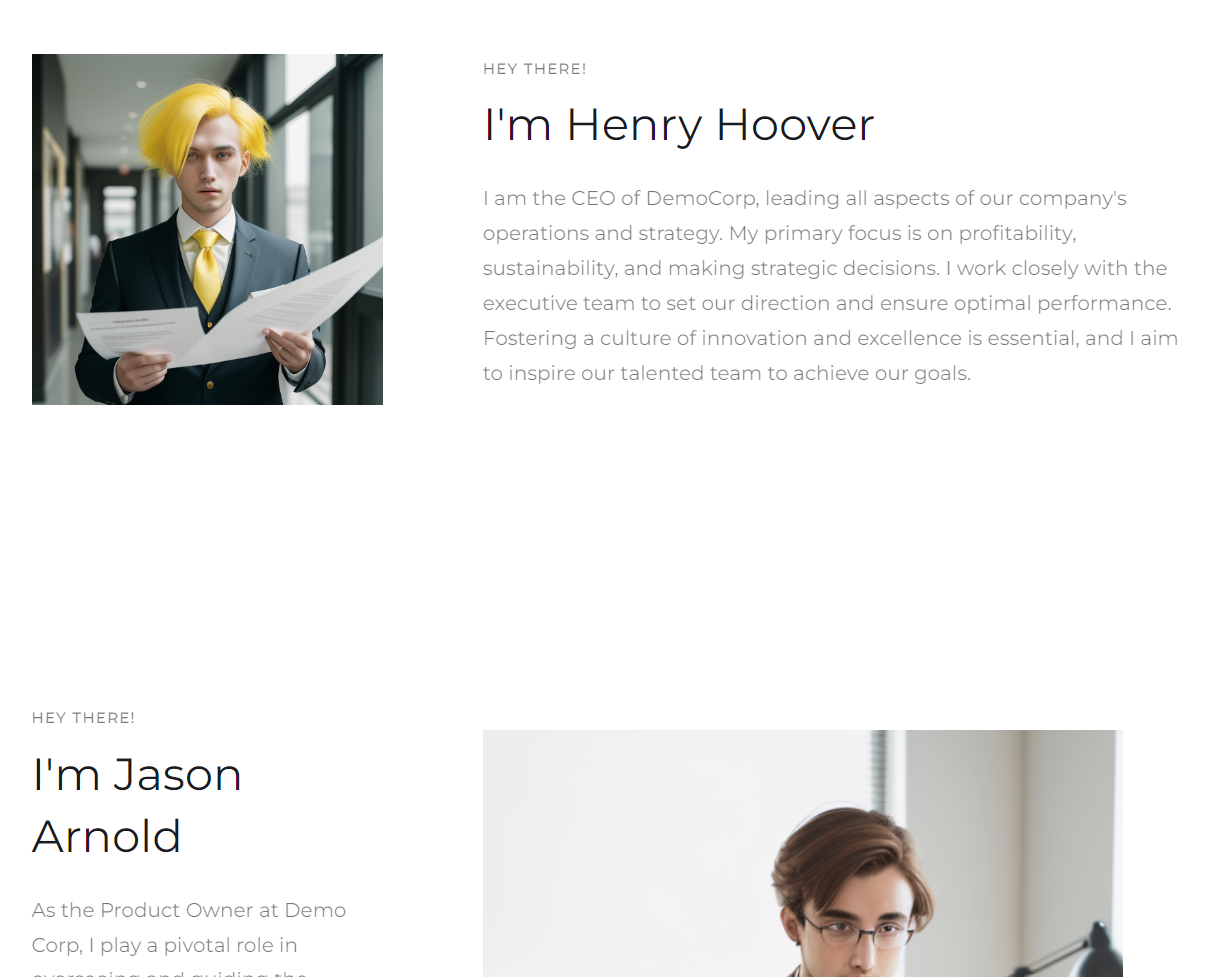 HEY THERE!
I'm Henry Hoover
I am the CEO of DemoCorp, leading all aspects of our company's
operations and strategy. My primary focus is on profitability,
sustainability, and making strategic decisions. I work closely with the
executive team to set our direction and ensure optimal performance.
Fostering a culture of innovation and excellence is essential, and I aim
to inspire our talented team to achieve our goals.
HEY THERE!
I'm Jason
Arnold
As the Product Owner at Demo
Corp, I play a pivotal role in
overseeing and guiding the